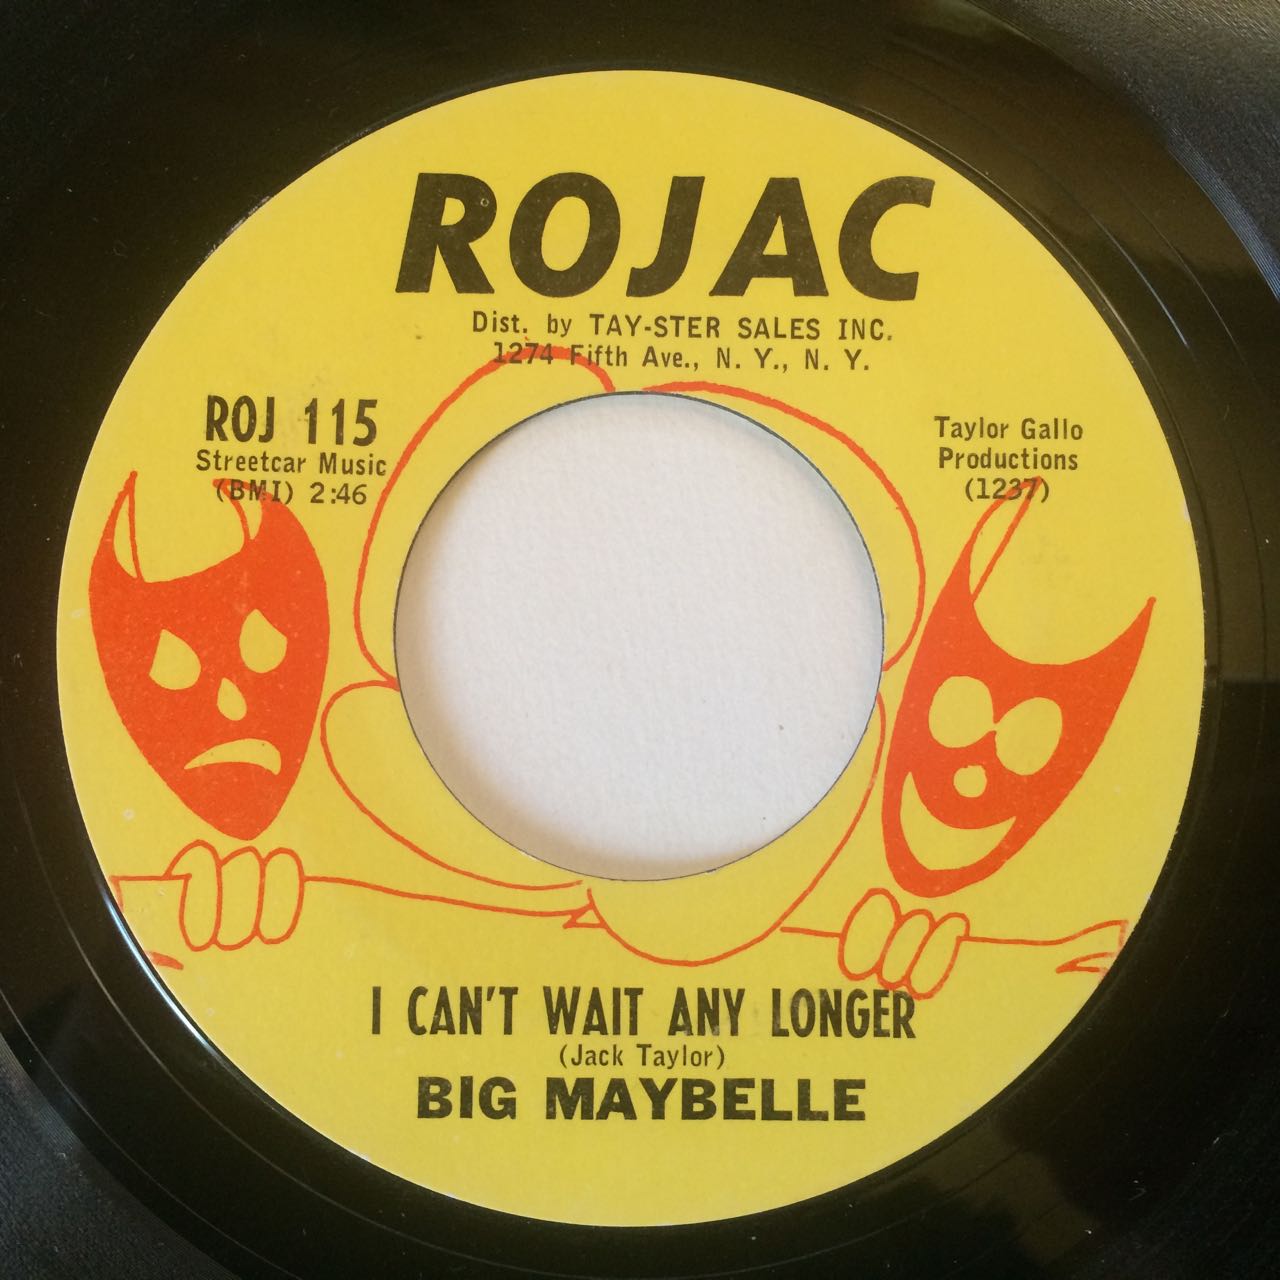 ROJAC
Dist. by TAY-STER SALES INC.
1274 Fifth Ave., N. Y., N. Y.
ROJ 115
Streetcar Music
(BMI) 2:46
Taylor Gallo
Productions
(1237)
I CAN'T WAIT ANY LONGER
(Jack Taylor)
BIG MAYBELLE